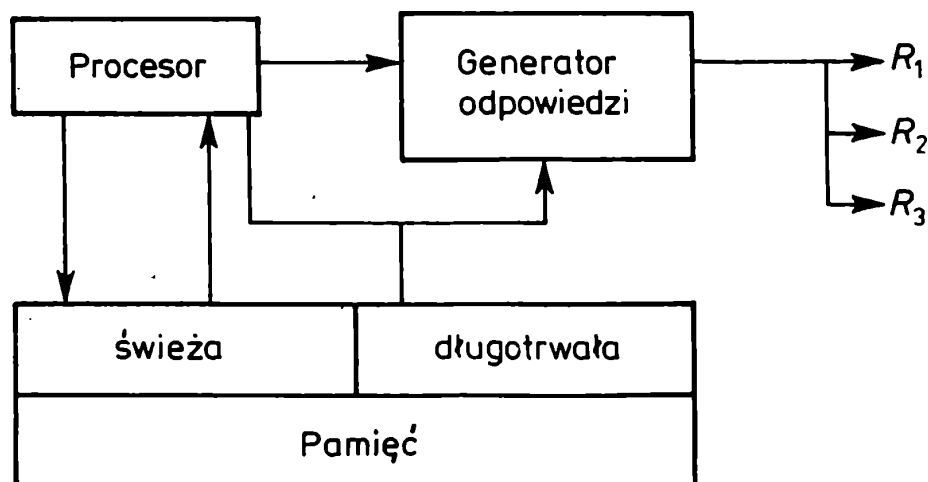 Procesor
Generator
odpowiedzi
R₁
R₂
R₃
świeża
długotrwała
Pamięć